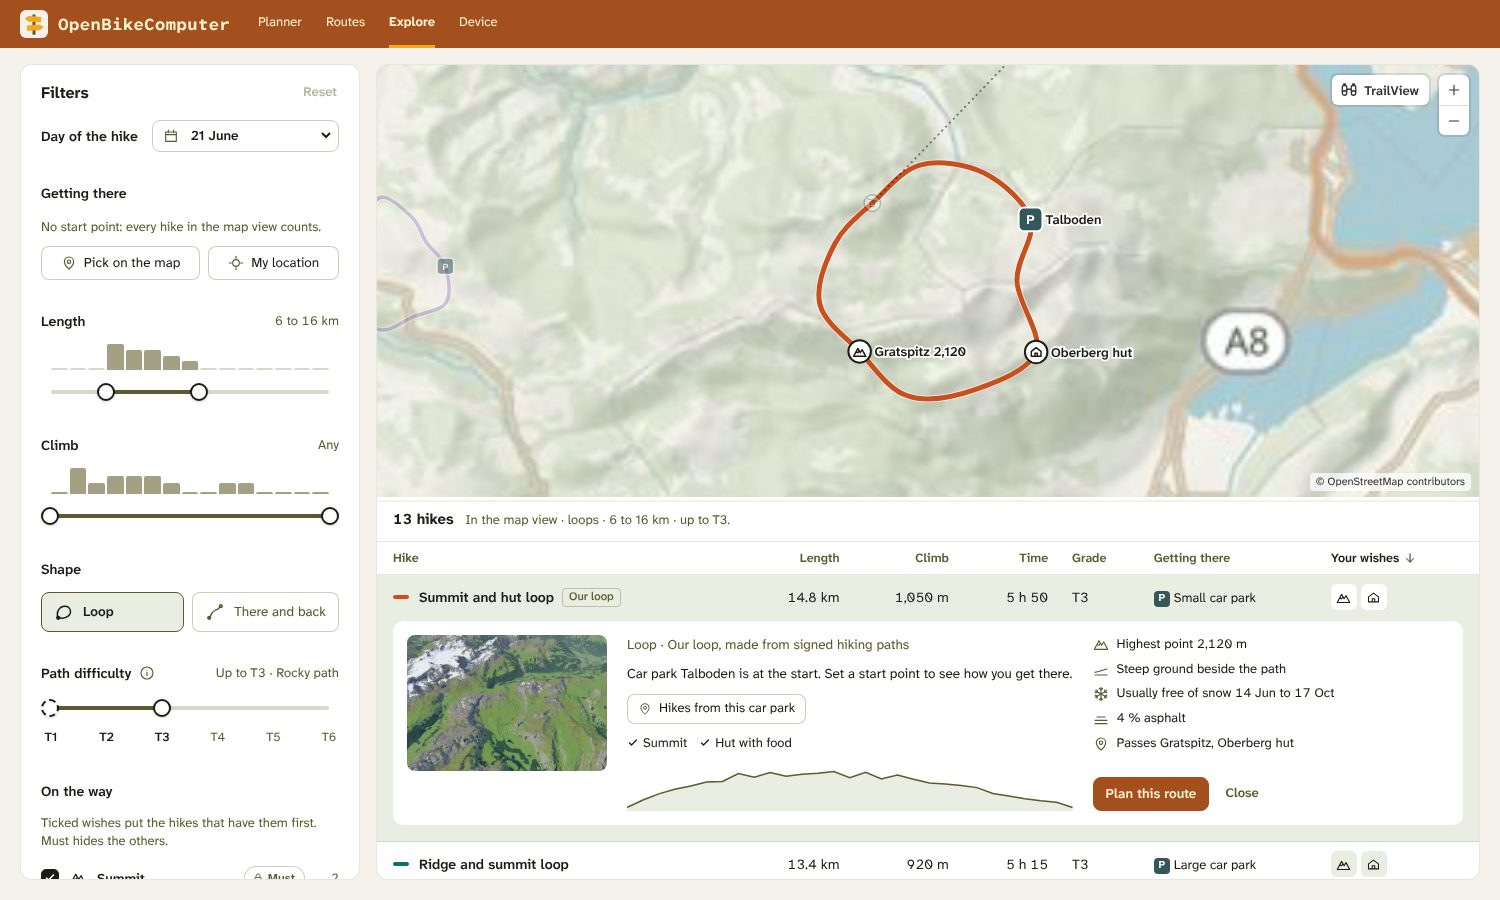 OpenBikeComputer
Planner
Routes
Explore
Device
Filters
Reset
Day of the hike
21 June
Getting there
No start point: every hike in the map view counts.
Pick on the map
My location
Length
6 to 16 km
Climb
Any
Shape
Loop
There and back
Path difficulty
Up to T3 · Rocky path
T1 T2 T3 T4 T5 T6
On the way
Ticked wishes put the hikes that have them first.
Must hides the others.
Summit
Must
2
TrailView
P
Talboden
P
Gratspitz 2,120
Oberberg hut
A8
© OpenStreetMap contributors
13 hikes
In the map view · loops · 6 to 16 km · up to T3.
Hike Length Climb Time Grade Getting there Your wishes
Summit and hut loop Our loop 14.8 km 1,050 m 5 h 50 T3 P Small car park
Loop · Our loop, made from signed hiking paths
Car park Talboden is at the start. Set a start point to see how you get there.
Hikes from this car park
Summit
Hut with food
Highest point 2,120 m
Steep ground beside the path
Usually free of snow 14 Jun to 17 Oct
4 % asphalt
Passes Gratspitz, Oberberg hut
Plan this route
Close
Ridge and summit loop 13.4 km 920 m 5 h 15 T3 P Large car park